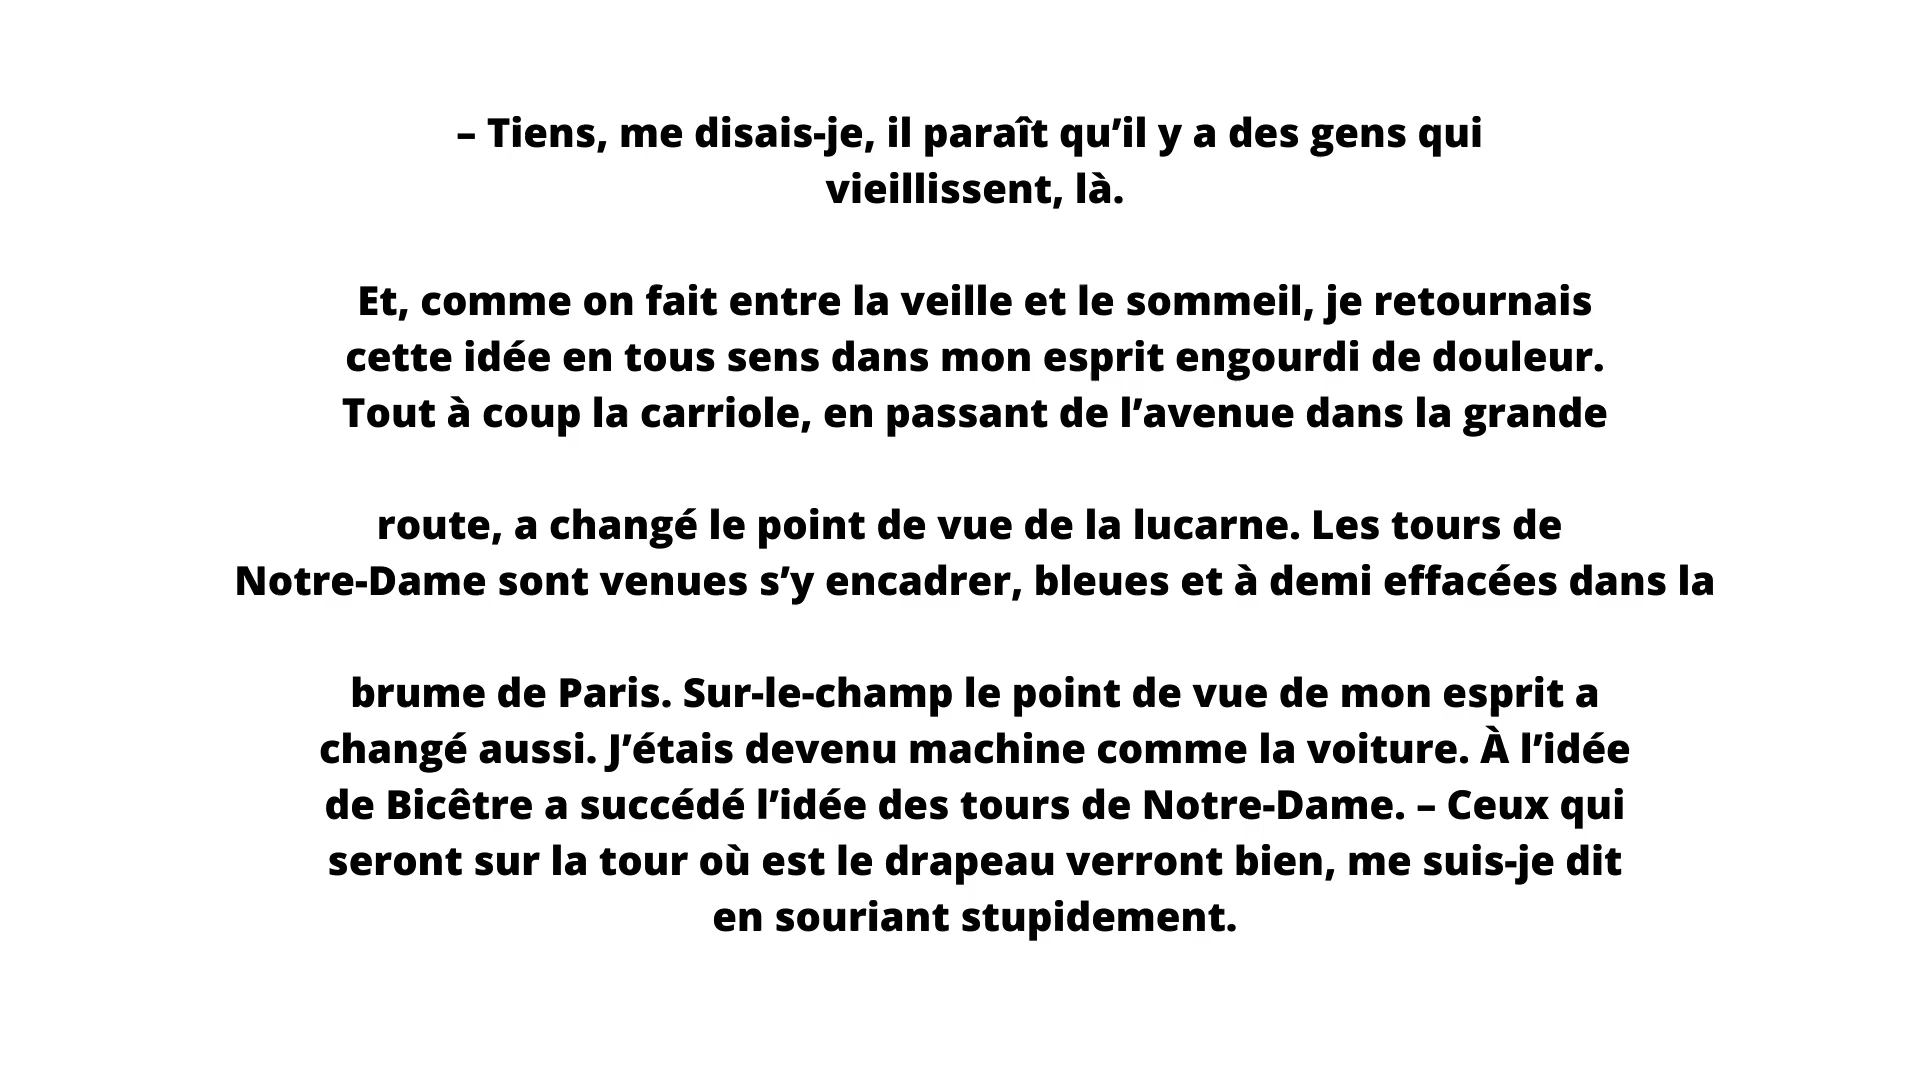 – Tiens, me disais-je, il paraît qu’il y a des gens qui
vieillissent, là.
Et, comme on fait entre la veille et le sommeil, je retournais
cette idée en tous sens dans mon esprit engourdi de douleur.
Tout à coup la carriole, en passant de l’avenue dans la grande
route, a changé le point de vue de la lucarne. Les tours de
Notre-Dame sont venues s’y encadrer, bleues et à demi effacées dans la
brume de Paris. Sur-le-champ le point de vue de mon esprit a
changé aussi. J’étais devenu machine comme la voiture. À l’idée
de Bicêtre a succédé l’idée des tours de Notre-Dame. – Ceux qui
seront sur la tour où est le drapeau verront bien, me suis-je dit
en souriant stupidement.